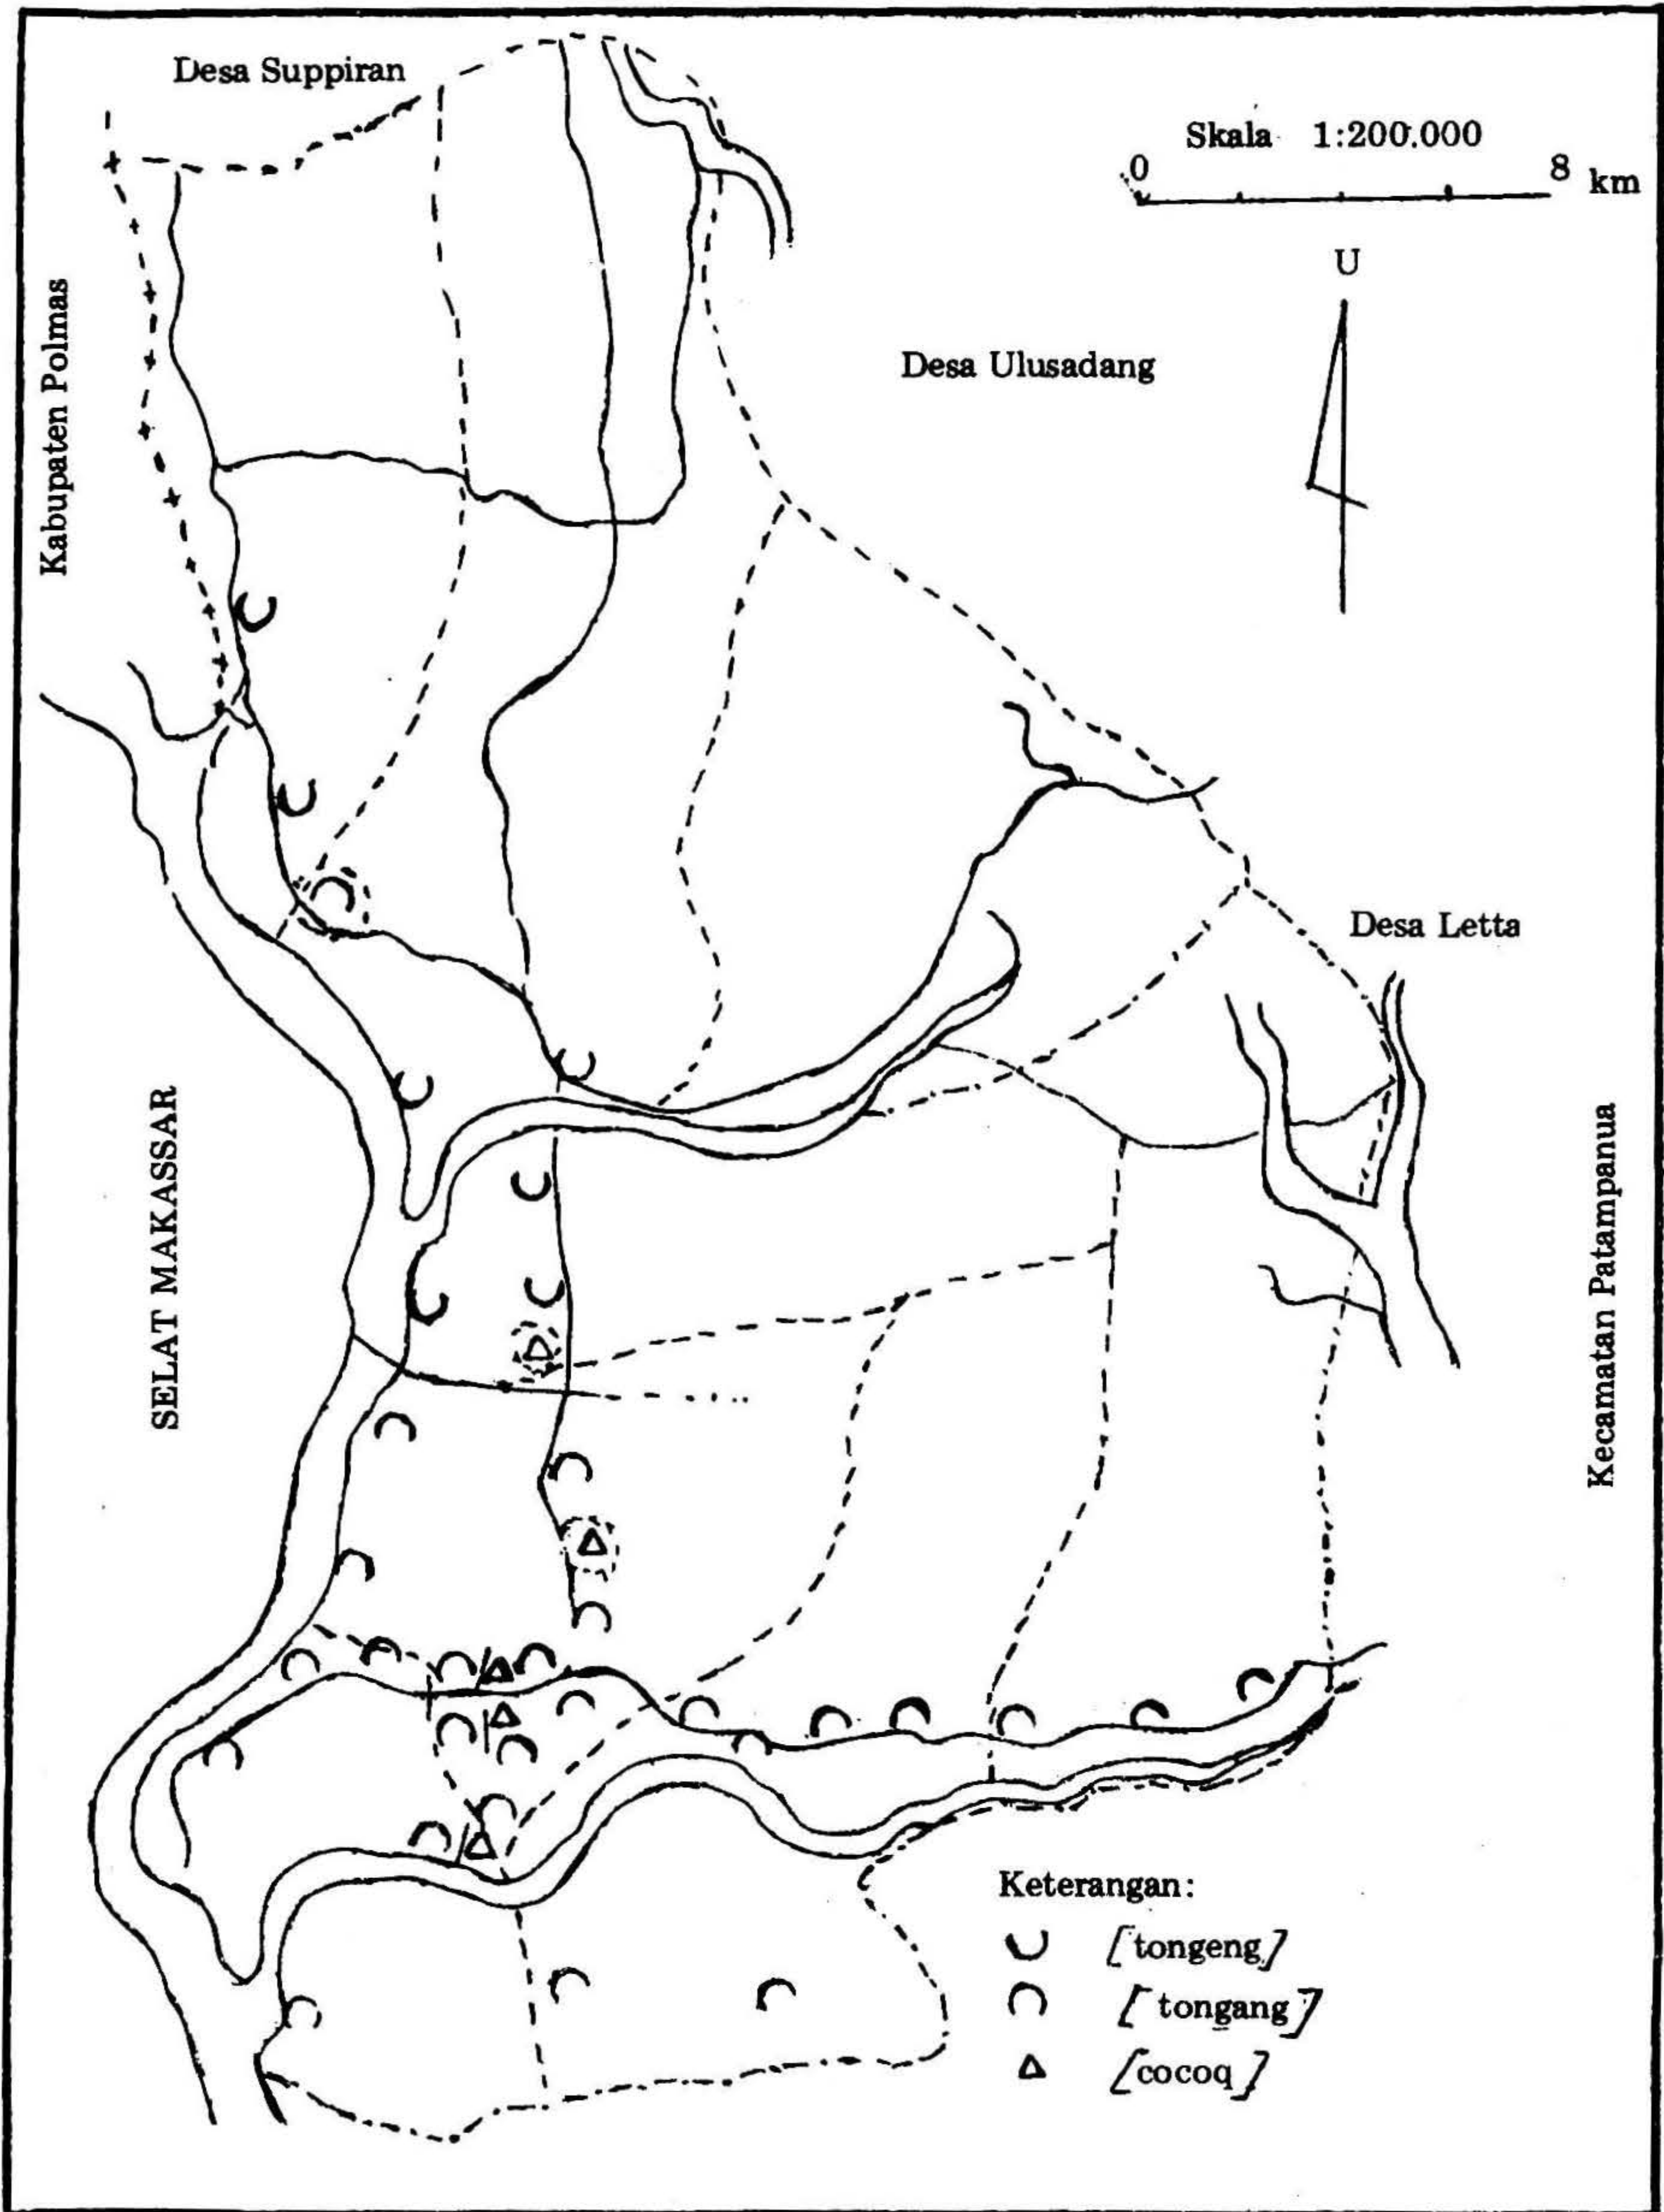 Desa Suppiran
Skala 1:200.000
0 8 km
U
Kabupaten Polmas
Desa Ulusadang
Desa Letta
SELAT MAKASSAR
Kecamatan Patampanua
Keterangan:
[tongeng]
[tongang]
[cocoq]